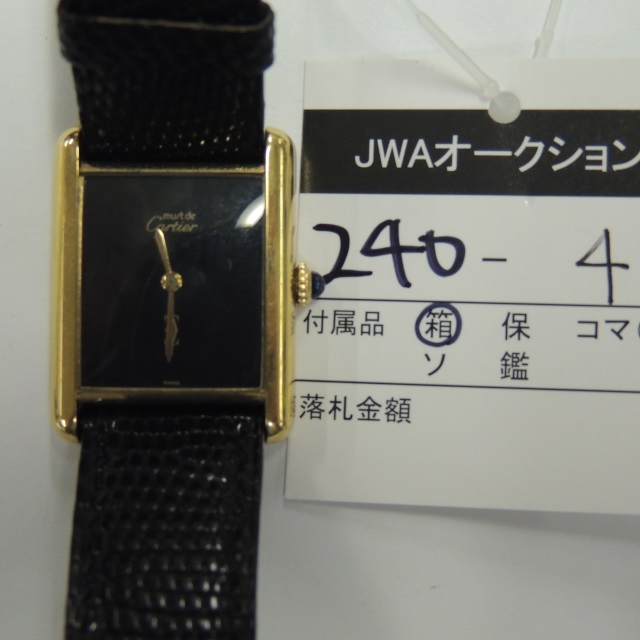 must de
Cartier
JWAオークション
240-4
付属品 箱 保 コマ(
ソ 鑑
落札金額